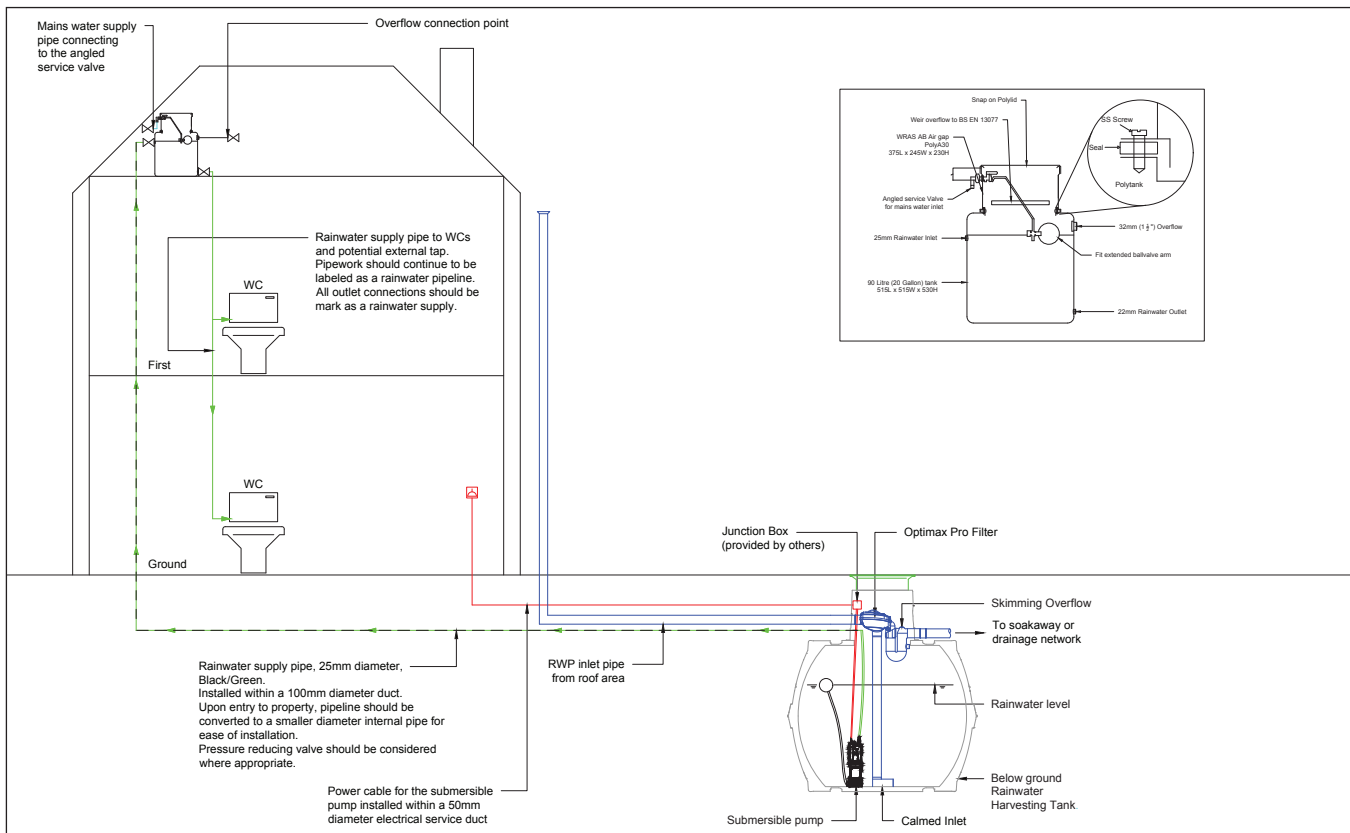 Mains water supply
pipe connecting
to the angled
service valve
Overflow connection point
Snap on Polylid
Weir overflow to BS EN 13077
WRAS AB Air gap
PolyA30
375L x 245W x 230H
SS Screw
Seal
Polytank
Angled service Valve
for mains water inlet
25mm Rainwater Inlet
32mm (1 ½ ") Overflow
Fit extended ballvalve arm
90 Litre (20 Gallon) tank
515L x 515W x 530H
22mm Rainwater Outlet
Rainwater supply pipe to WCs
and potential external tap.
Pipework should continue to be
labeled as a rainwater pipeline.
All outlet connections should be
mark as a rainwater supply.
WC
First
WC
Ground
Junction Box
(provided by others)
Optimax Pro Filter
Skimming Overflow
To soakaway or
drainage network
Rainwater supply pipe, 25mm diameter,
Black/Green.
Installed within a 100mm diameter duct.
Upon entry to property, pipeline should be
converted to a smaller diameter internal pipe for
ease of installation.
Pressure reducing valve should be considered
where appropriate.
RWP inlet pipe
from roof area
Rainwater level
Power cable for the submersible
pump installed within a 50mm
diameter electrical service duct
Below ground
Rainwater
Harvesting Tank
Submersible pump
Calmed Inlet